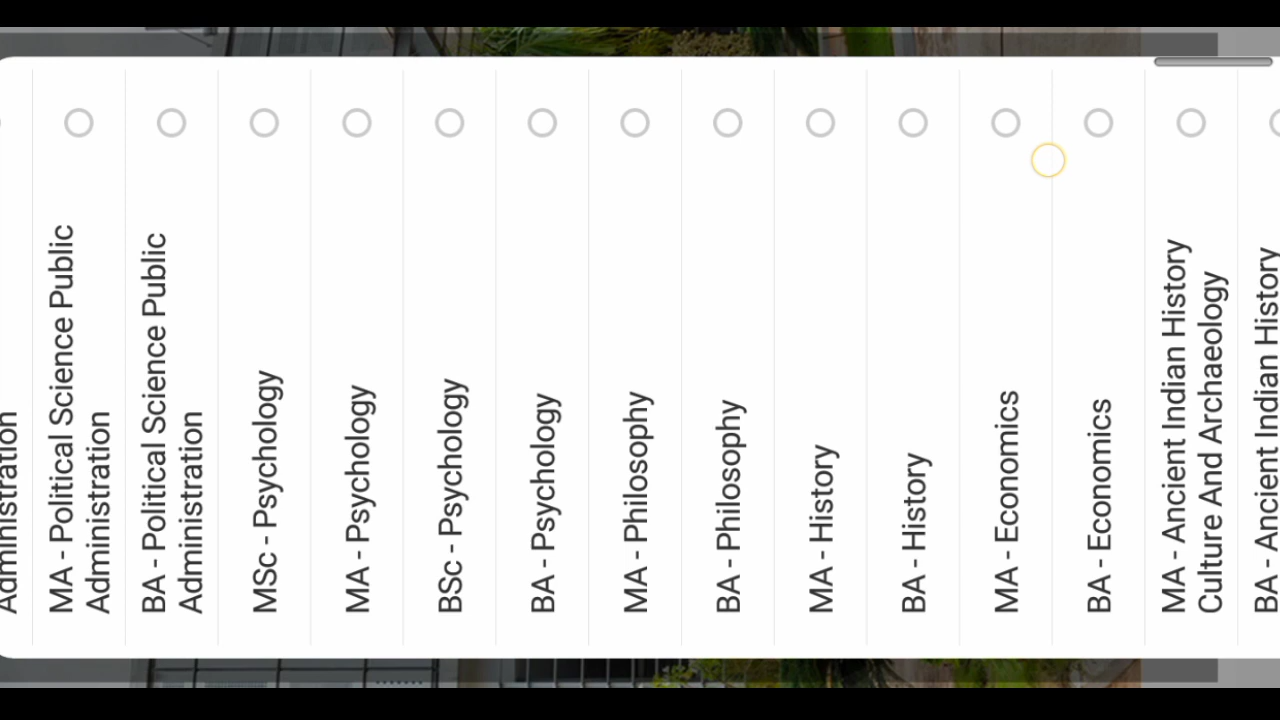 Administration
MA - Political Science Public
Administration
BA - Political Science Public
Administration
MSc - Psychology
MA - Psychology
BSc - Psychology
BA - Psychology
MA - Philosophy
BA - Philosophy
MA - History
BA - History
MA - Economics
BA - Economics
MA - Ancient Indian History
Culture And Archaeology
BA - Ancient Indian History